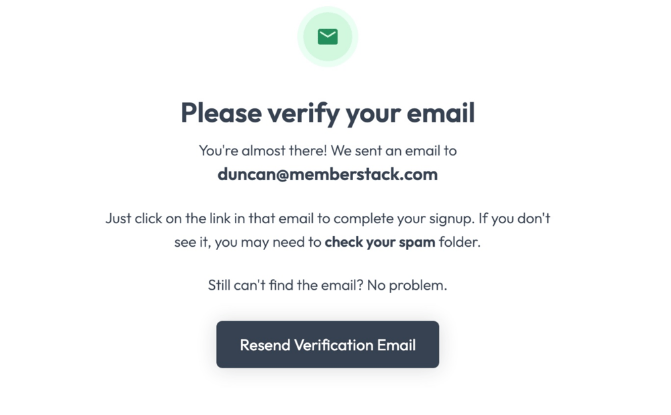 Please verify your email
You're almost there! We sent an email to
duncan@memberstack.com
Just click on the link in that email to complete your signup. If you don't
see it, you may need to check your spam folder.
Still can't find the email? No problem.
Resend Verification Email